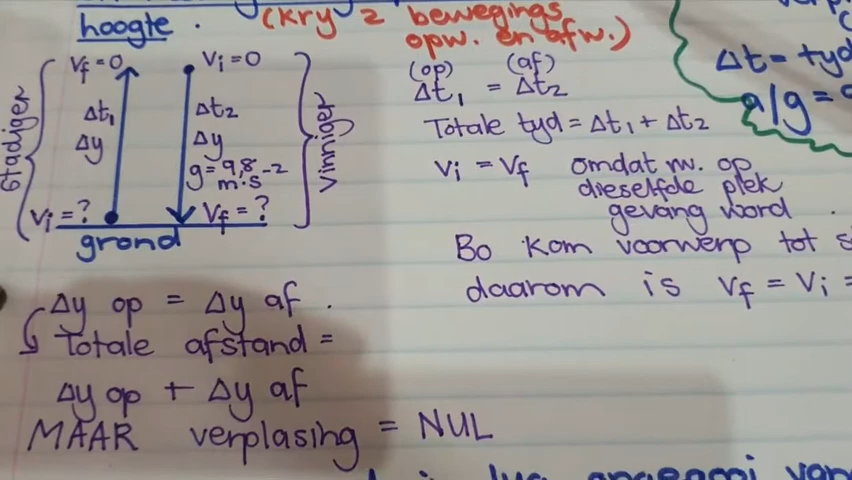 hoogte. (kry 2 bewegings
opw. en afw.)
Stadiger
Vf=0
Δt₁
Δy
Vi=?
Vi=0
Δt₂
Δy
g=9,8
m·s⁻²
Vf=?
vinniger
grond
(op) (af)
Δt₁ = Δt₂
Totale tyd = Δt₁ + Δt₂
Vi = Vf omdat nv. op
dieselfde plek
gevang word.
Bo kom voorwerp tot
daarom is Vf = Vi =
Δt = tyd
a/g =
Δy op = Δy af.
Totale afstand =
Δy op + Δy af
MAAR verplasing = NUL